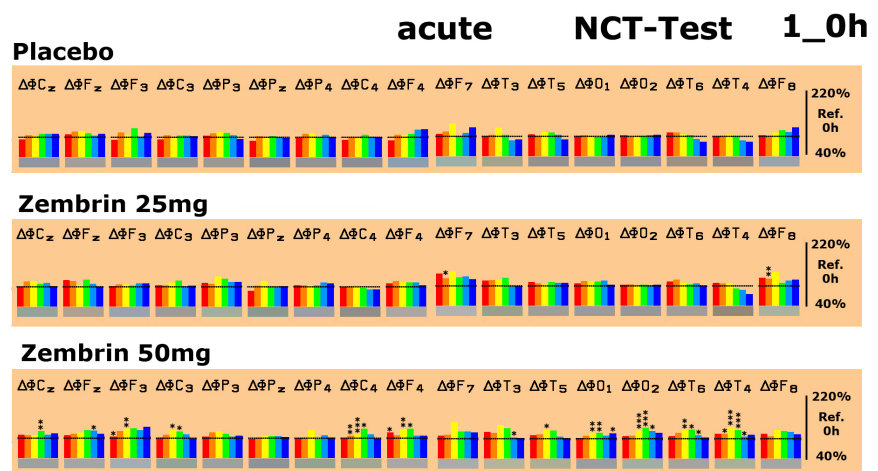 acute NCT-Test 1_0h
Placebo
ΔΦCz ΔΦFz ΔΦF3 ΔΦC3 ΔΦP3 ΔΦPz ΔΦP4 ΔΦC4 ΔΦF4 ΔΦF7 ΔΦT3 ΔΦT5 ΔΦO1 ΔΦO2 ΔΦT6 ΔΦT4 ΔΦF8
220%
Ref.
0h
40%
Zembrin 25mg
ΔΦCz ΔΦFz ΔΦF3 ΔΦC3 ΔΦP3 ΔΦPz ΔΦP4 ΔΦC4 ΔΦF4 ΔΦF7 ΔΦT3 ΔΦT5 ΔΦO1 ΔΦO2 ΔΦT6 ΔΦT4 ΔΦF8
220%
Ref.
0h
40%
Zembrin 50mg
ΔΦCz ΔΦFz ΔΦF3 ΔΦC3 ΔΦP3 ΔΦPz ΔΦP4 ΔΦC4 ΔΦF4 ΔΦF7 ΔΦT3 ΔΦT5 ΔΦO1 ΔΦO2 ΔΦT6 ΔΦT4 ΔΦF8
220%
Ref.
0h
40%